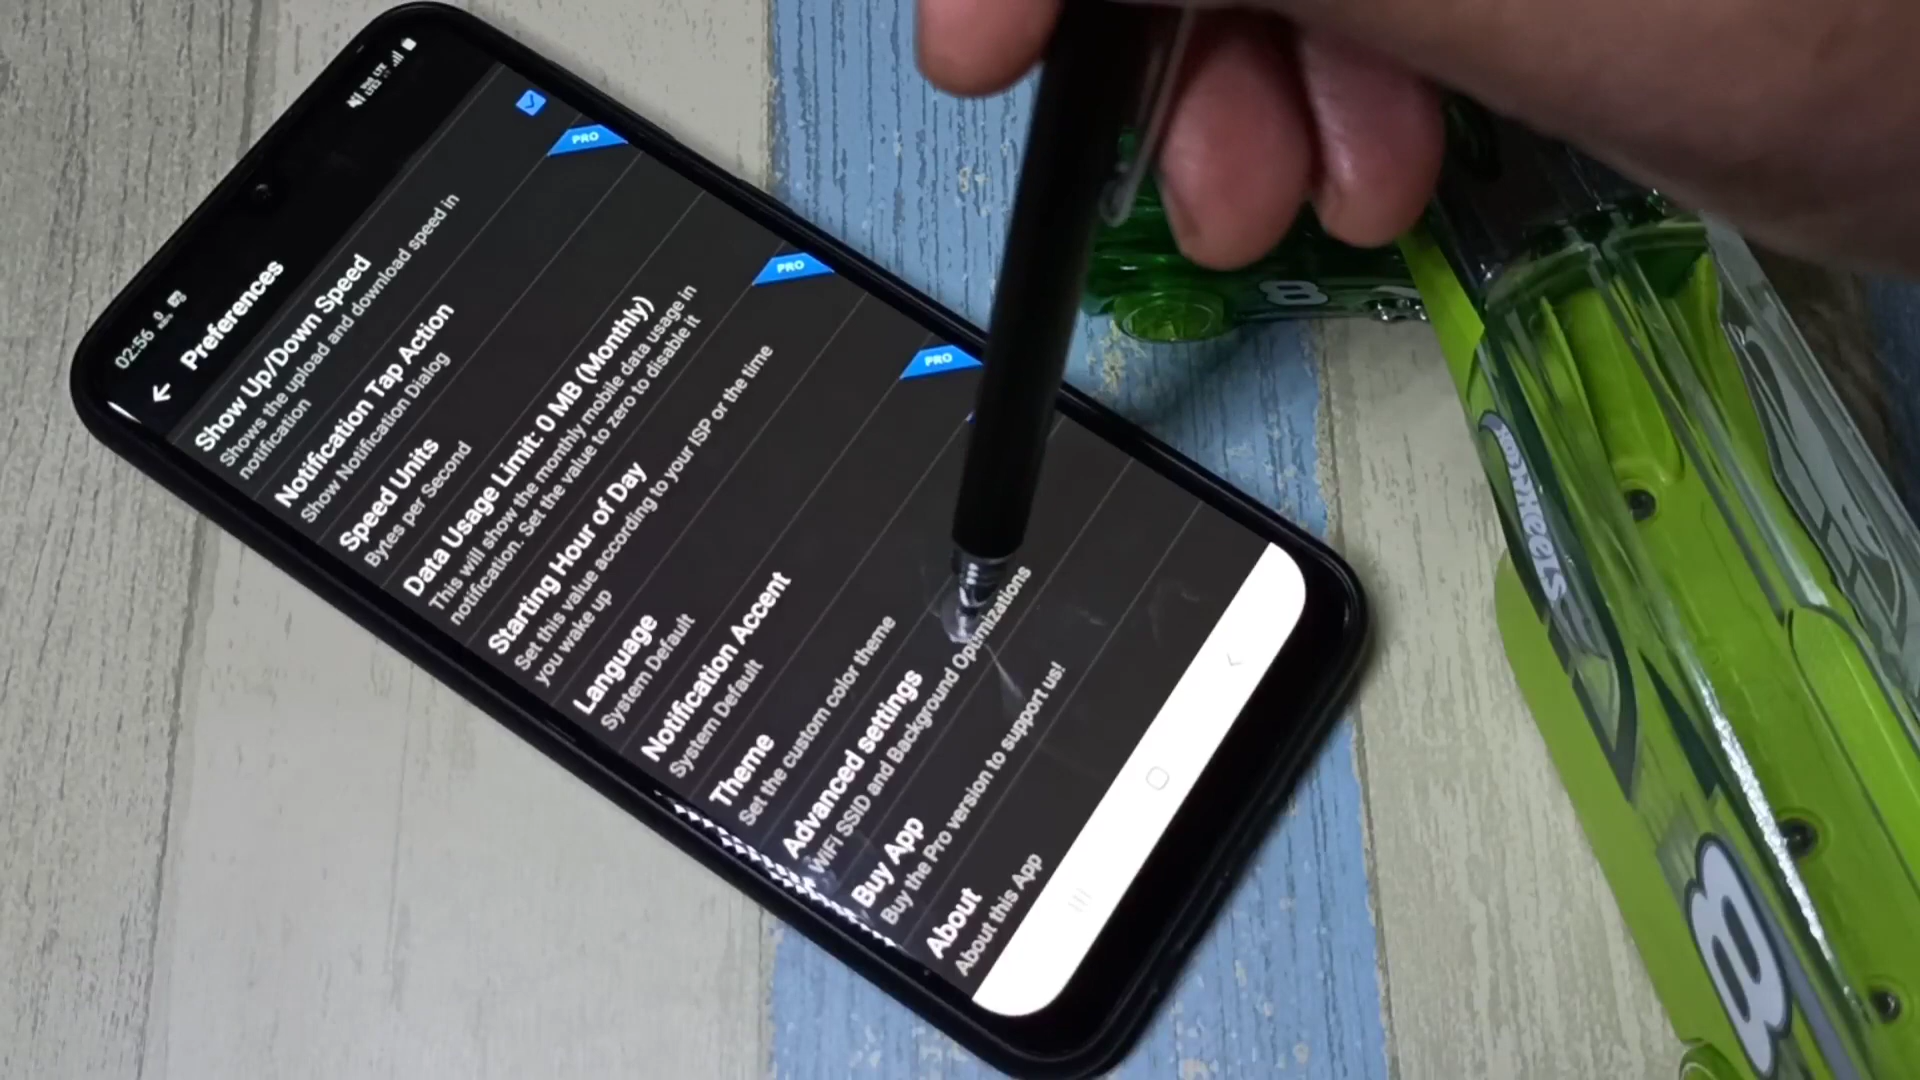 02:56
Preferences
Show Up/Down Speed
Shows the upload and download speed in
notification
Notification Tap Action
PRO
Show Notification Dialog
Speed Units
Bytes per Second
Data Usage Limit: 0 MB (Monthly)
PRO
This will show the monthly mobile data usage in
notification. Set the value to zero to disable it
Starting Hour of Day
PRO
Set this value according to your ISP or the time
you wake up
Language
System Default
Notification Accent
System Default
Theme
Set the custom color theme
Advanced settings
WiFi SSID and Background Optimizations
Buy App
Buy the Pro version to support us!
About
About this App
8
8